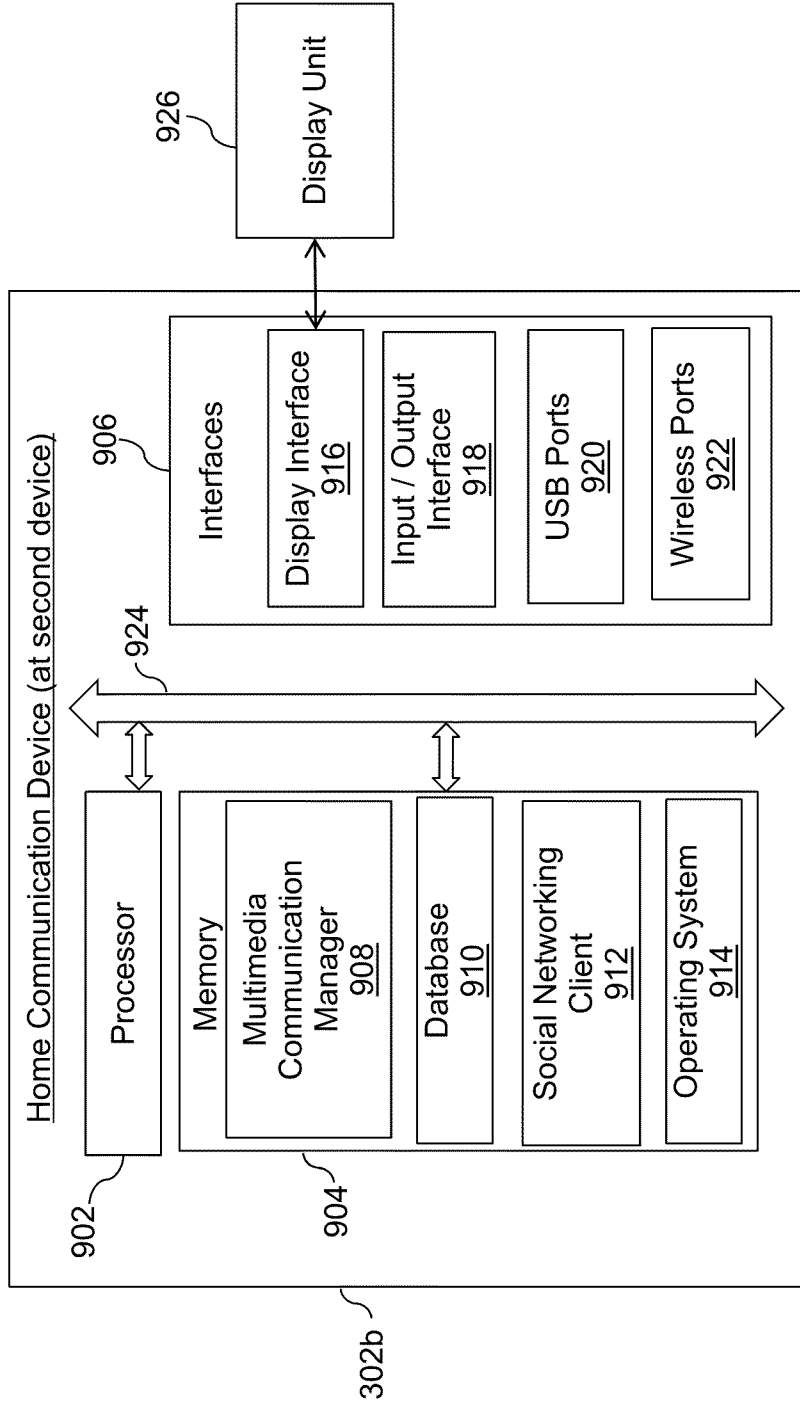 Home Communication Device (at second device)
302b
902
Processor
904
Memory
Multimedia
Communication
Manager
908
Database
910
Social Networking
Client
912
Operating System
914
924
906
Interfaces
Display Interface
916
Input / Output
Interface
918
USB Ports
920
Wireless Ports
922
926
Display Unit